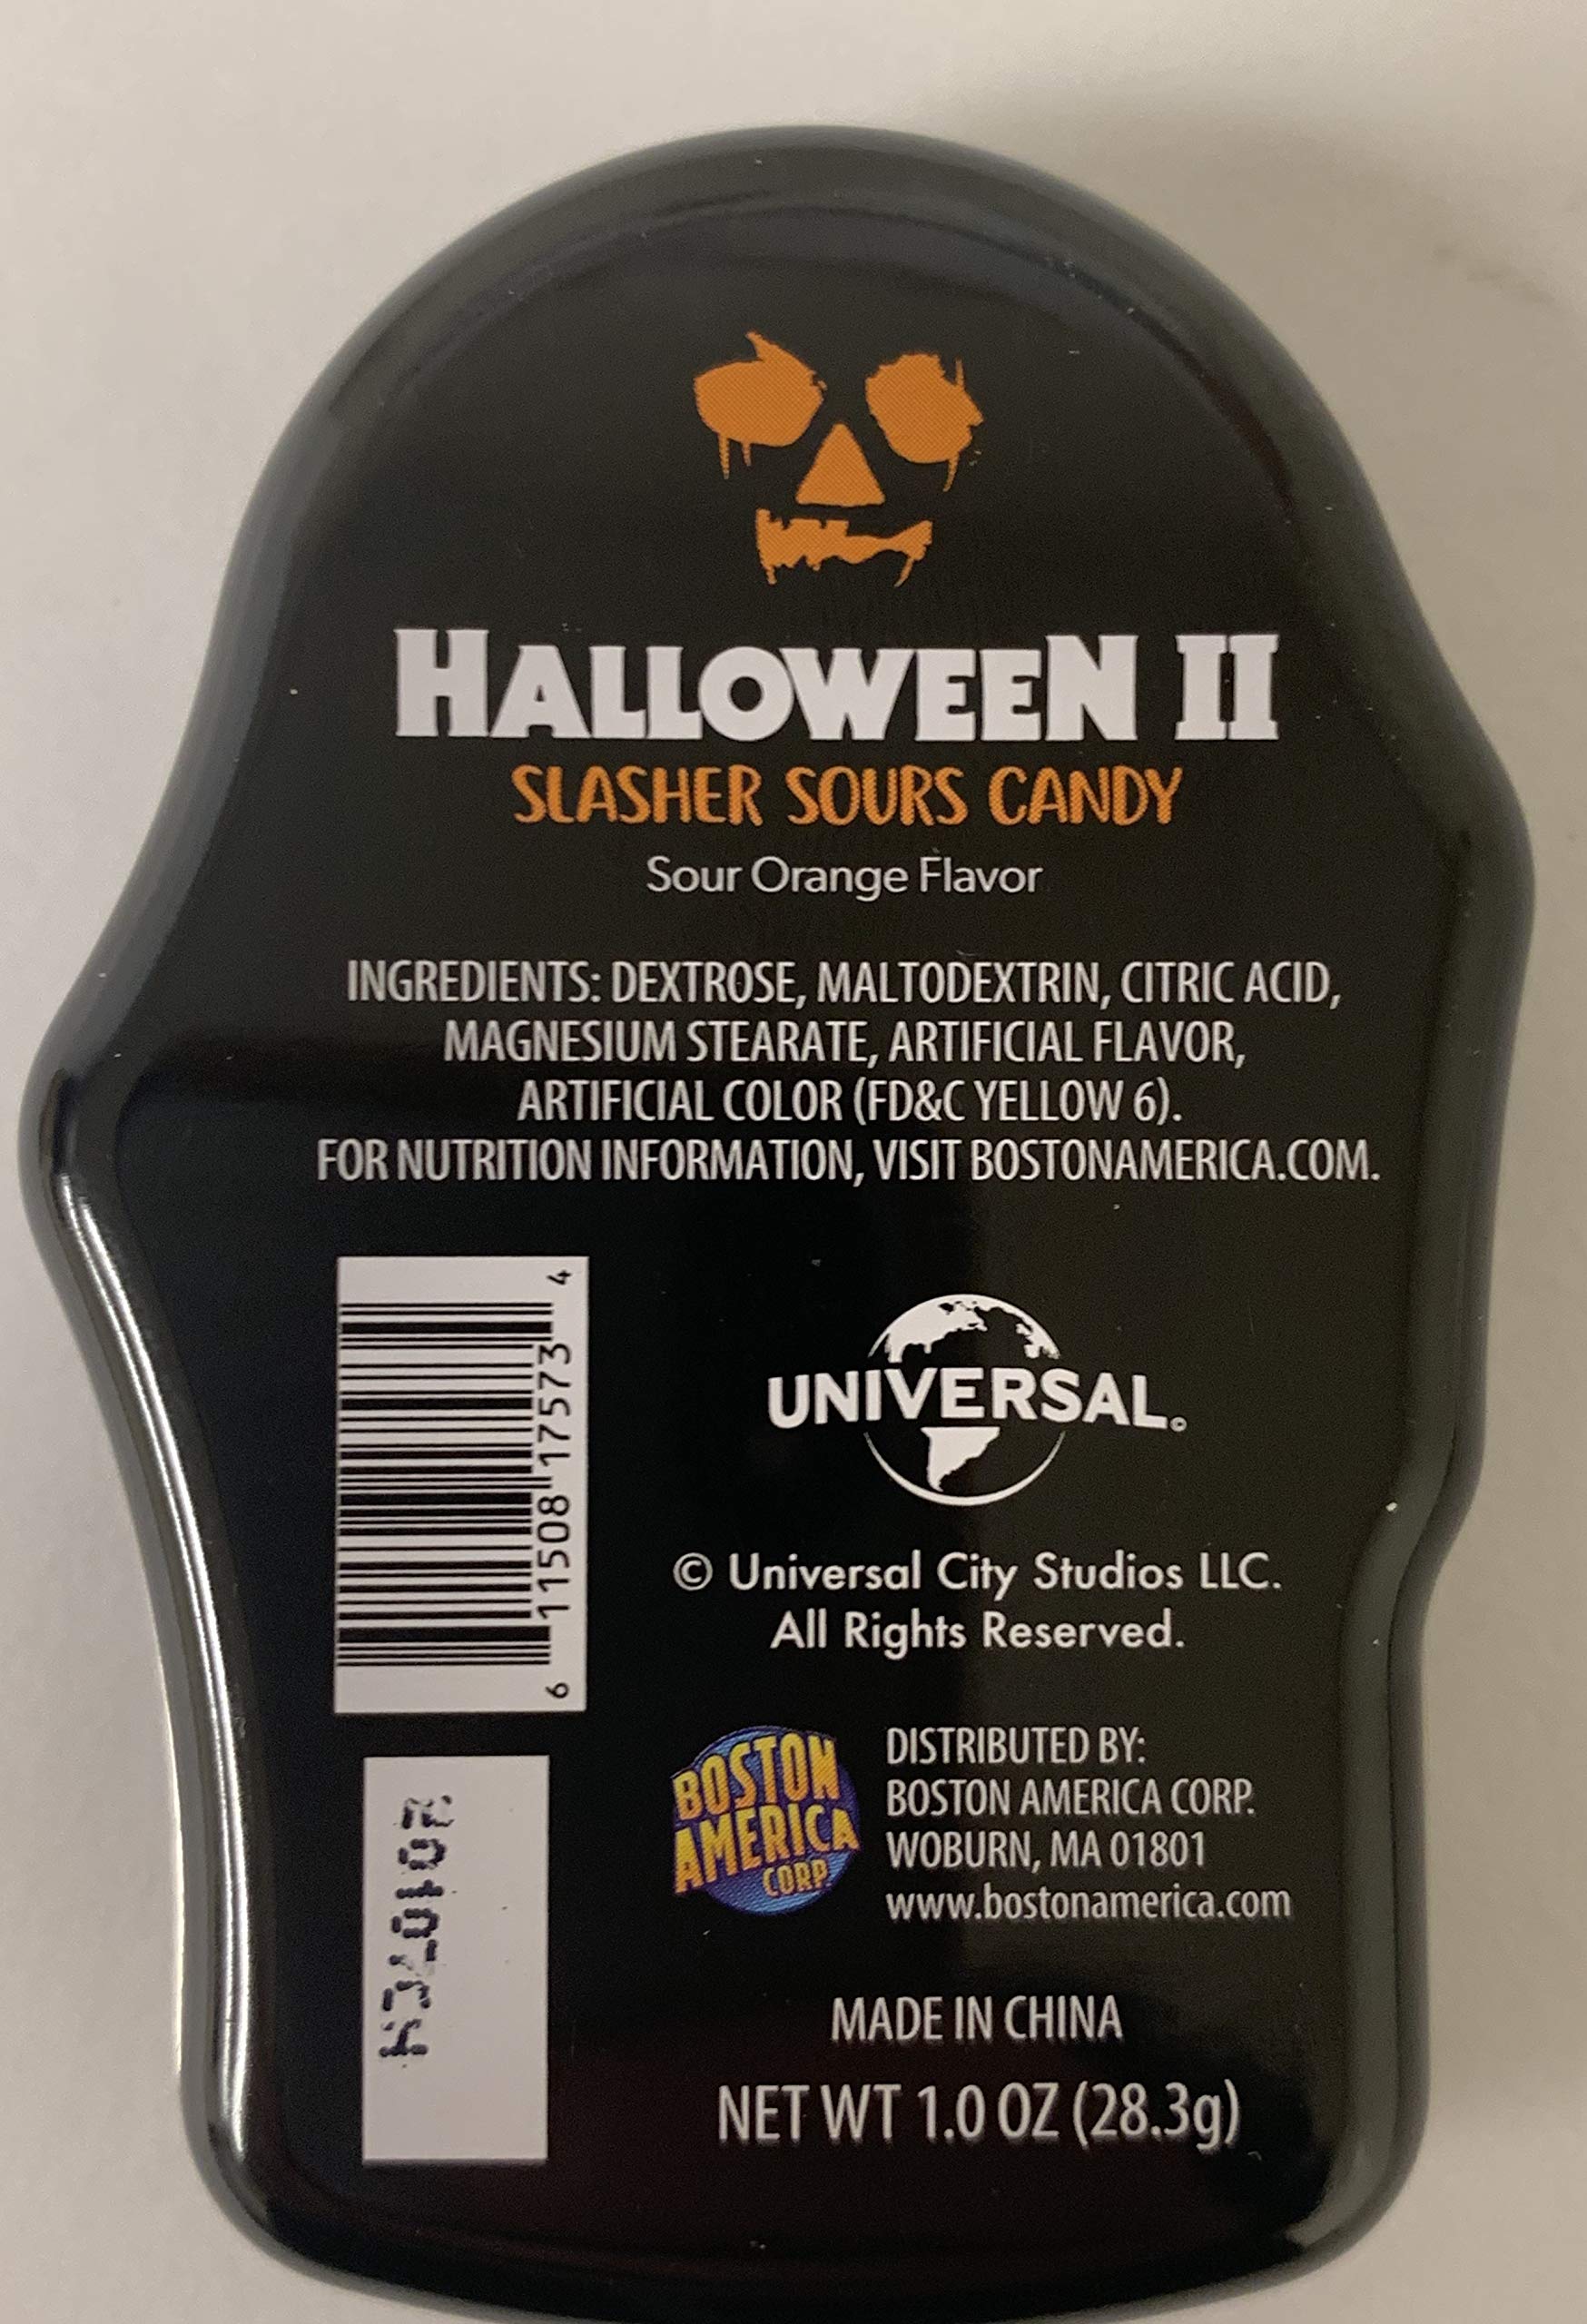 HALLOWEEN II
SLASHER SOURS CANDY
Sour Orange Flavor
INGREDIENTS: DEXTROSE, MALTODEXTRIN, CITRIC ACID,
MAGNESIUM STEARATE, ARTIFICIAL FLAVOR,
ARTIFICIAL COLOR (FD&C YELLOW 6).
FOR NUTRITION INFORMATION, VISIT BOSTONAMERICA.COM.
6 11508 17573 4
UNIVERSAL
© Universal City Studios LLC.
All Rights Reserved.
BOSTON
AMERICA
CORP.
DISTRIBUTED BY:
BOSTON AMERICA CORP.
WOBURN, MA 01801
www.bostonamerica.com
MADE IN CHINA
NET WT 1.0 OZ (28.3g)